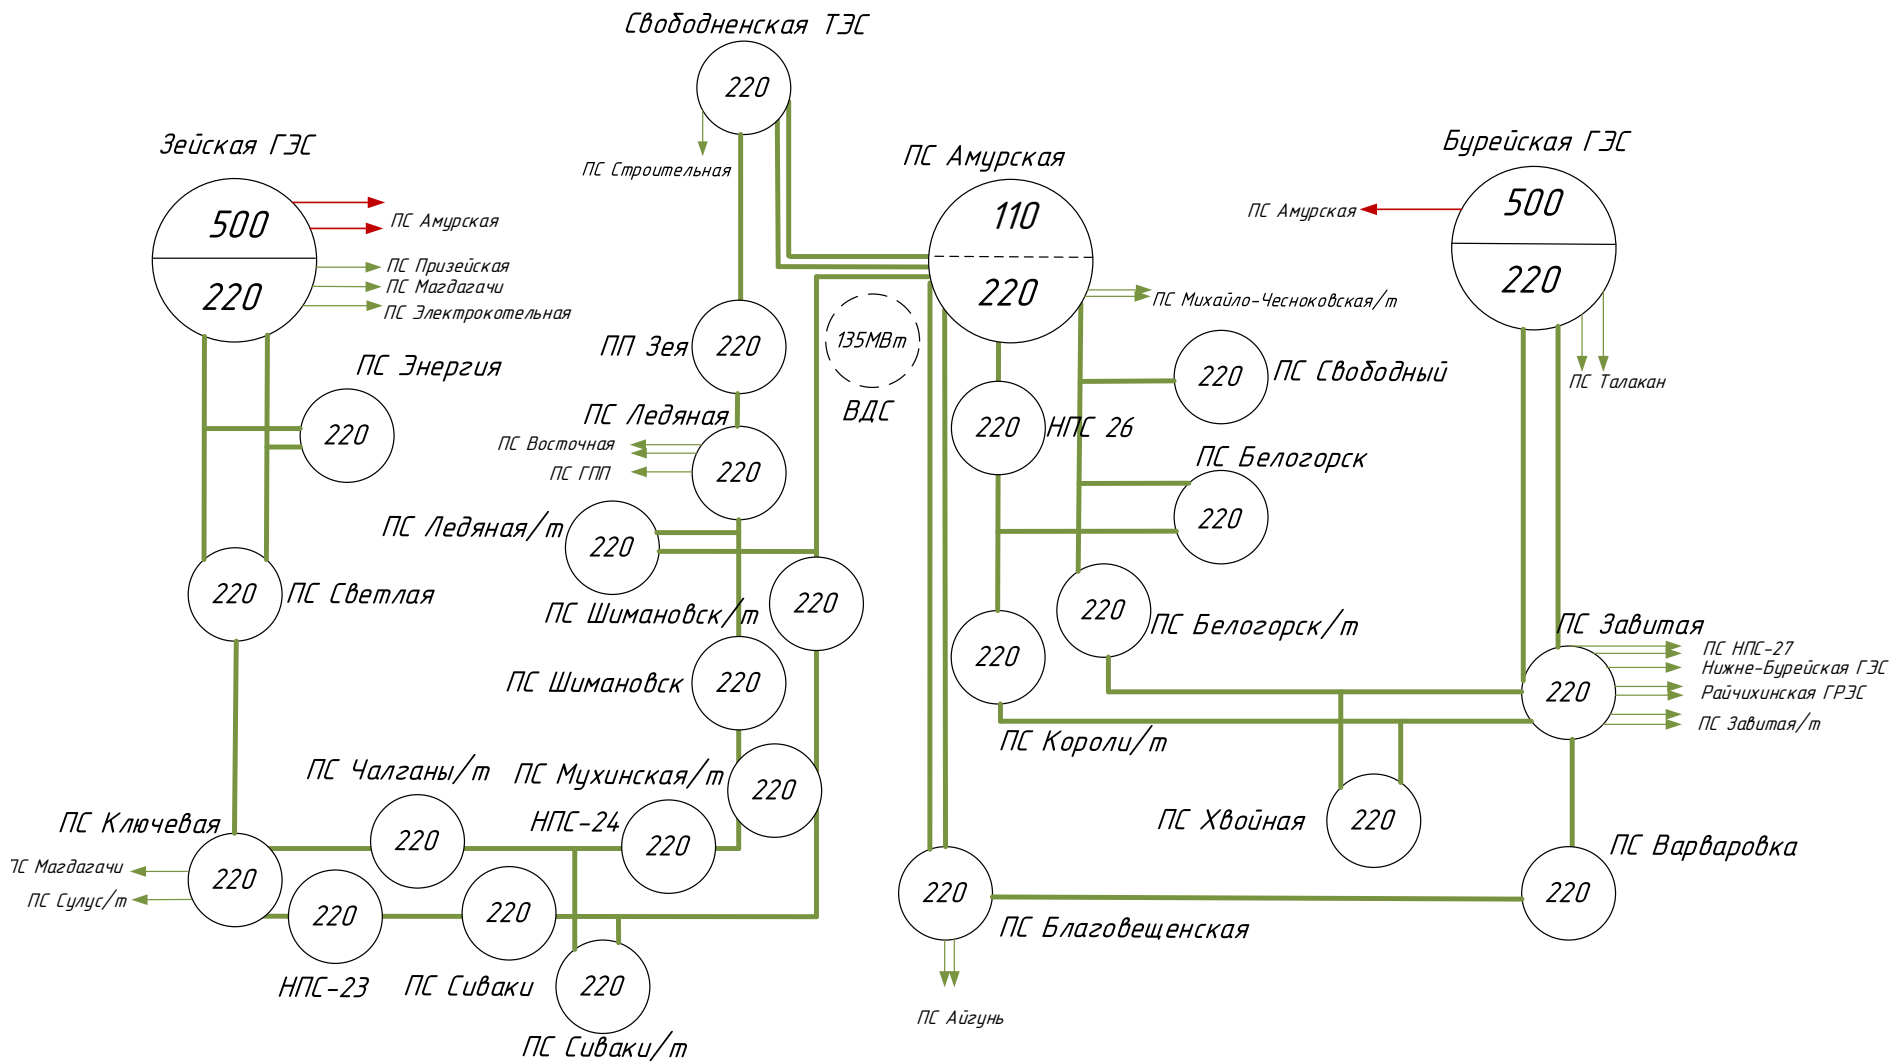 Свободненская ТЭС
220
ПС Строительная
Зейская ГЭС
500
220
ПС Амурская
ПС Призейская
ПС Магдагачи
ПС Электрокотельная
ПС Энергия
220
ПС Светлая
220
ПП Зея
220
ПС Ледяная
220
ПС Восточная
ПС ГПП
ПС Ледяная/т
220
ПС Шимановск/т
220
ПС Шимановск
220
135МВт
ВДС
ПС Амурская
110
220
ПС Михайло-Чесноковская/т
ПС Свободный
220
НПС 26
220
ПС Белогорск
220
ПС Белогорск/т
220
220
ПС Короли/т
Бурейская ГЭС
500
220
ПС Амурская
ПС Талакан
ПС Завитая
220
ПС НПС-27
Нижне-Бурейская ГЭС
Райчихинская ГРЭС
ПС Завитая/т
ПС Хвойная
220
ПС Варваровка
220
ПС Благовещенская
220
ПС Айгунь
ПС Чалганы/т
220
ПС Мухинская/т
220
НПС-24
220
ПС Ключевая
220
ПС Магдагачи
ПС Сулус/т
220
НПС-23
220
ПС Сиваки
220
ПС Сиваки/т